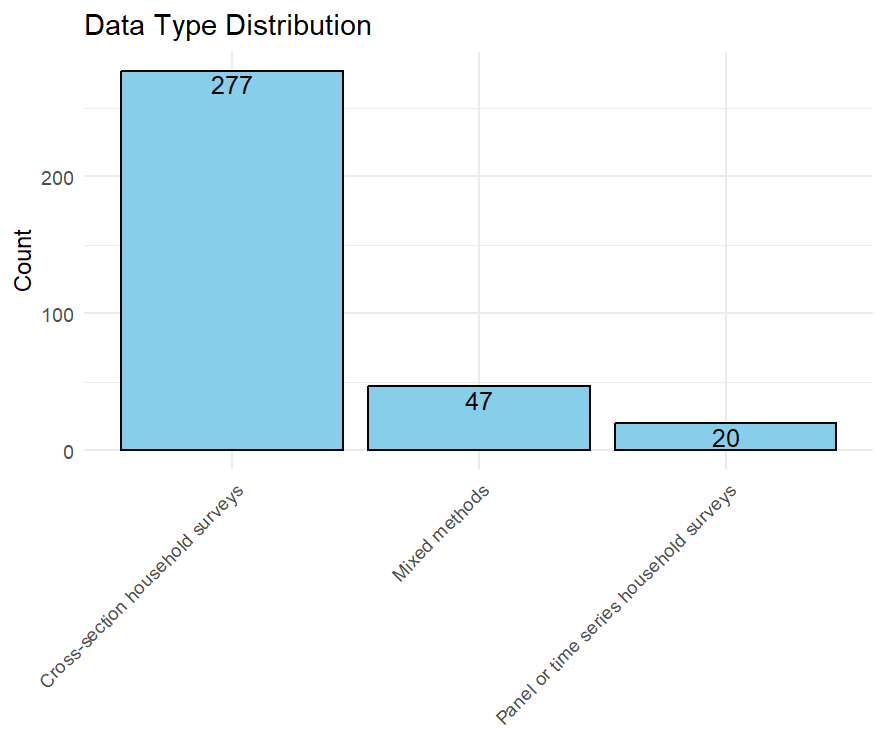 Data Type Distribution
Count
200
100
0
277
47
20
Cross-section household surveys
Mixed methods
Panel or time series household surveys